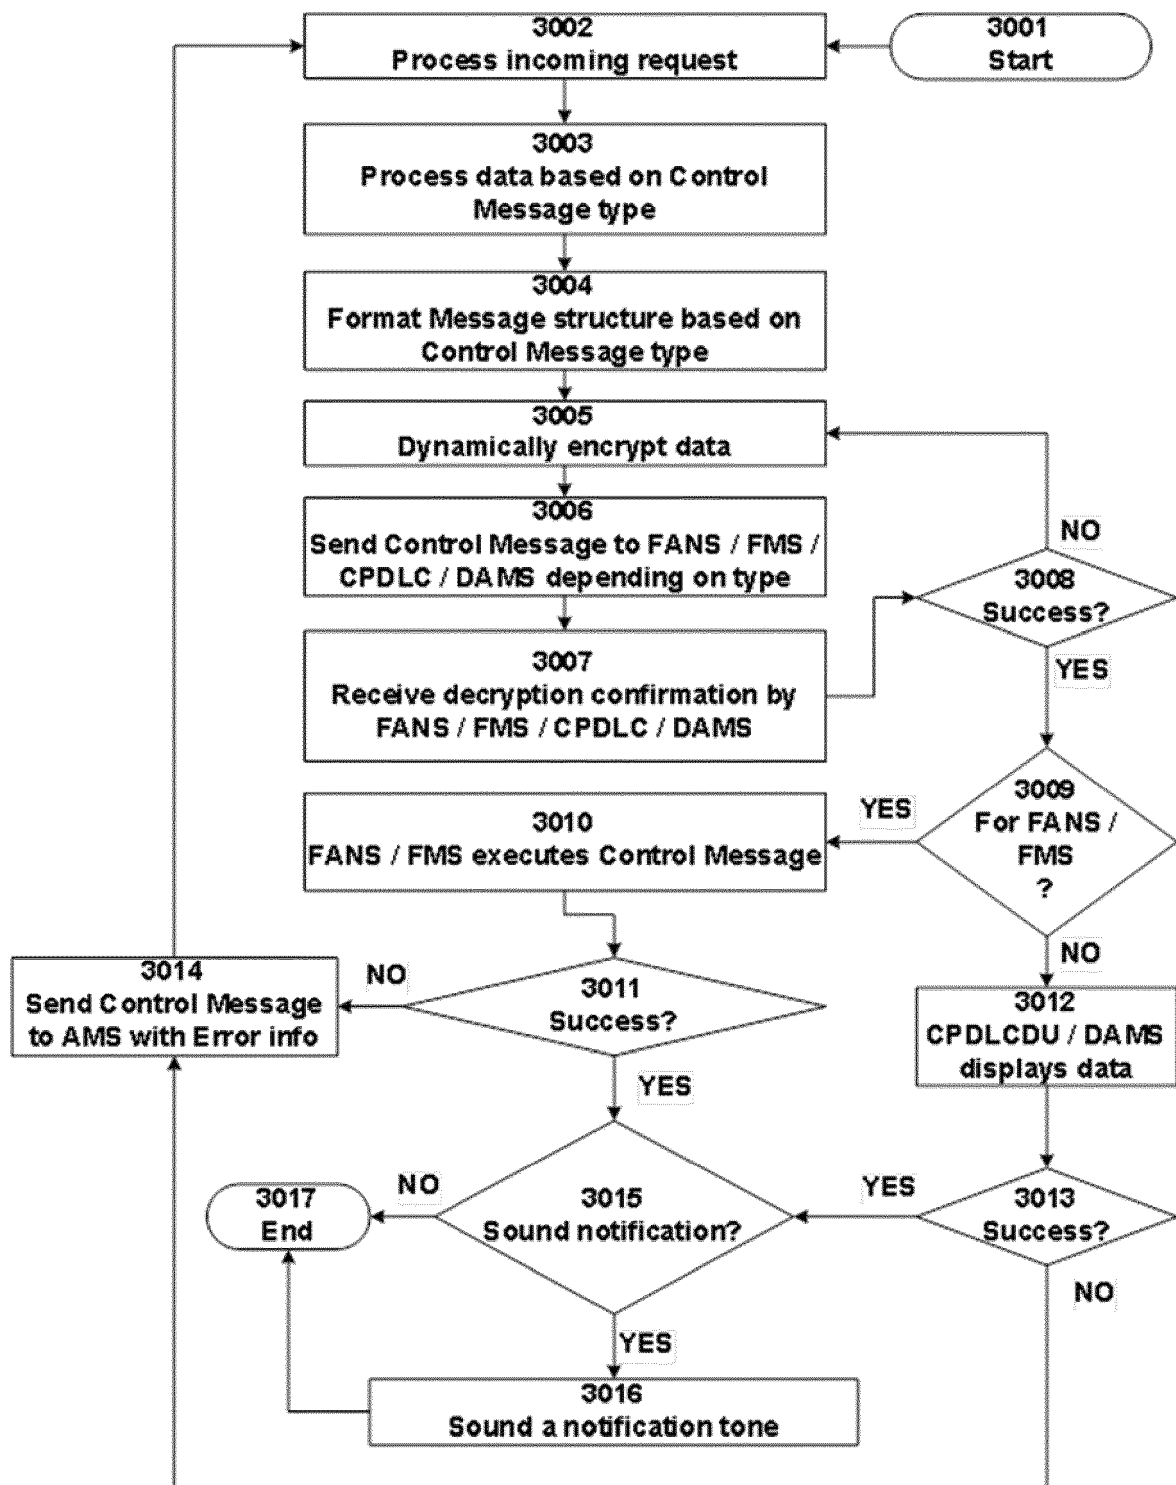 3002
Process incoming request
3001
Start
3003
Process data based on Control
Message type
3004
Format Message structure based on
Control Message type
3005
Dynamically encrypt data
3006
Send Control Message to FANS / FMS /
CPDLC / DAMS depending on type
NO
3008
Success?
3007
Receive decryption confirmation by
FANS / FMS / CPDLC / DAMS
YES
3009
For FANS /
FMS
?
YES
3010
FANS / FMS executes Control Message
NO
3014
Send Control Message
to AMS with Error info
NO
3011
Success?
3012
CPDLCDU / DAMS
displays data
YES
3017
End
NO
3015
Sound notification?
YES
3013
Success?
NO
YES
3016
Sound a notification tone